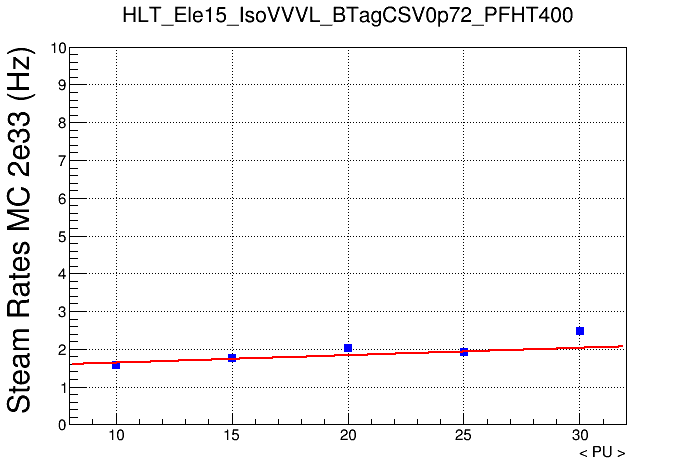 HLT_Ele15_IsoVVVL_BTagCSV0p72_PFHT400
Steam Rates MC 2e33 (Hz)
10
9
8
7
6
5
4
3
2
1
0
10 15 20 25 30
< PU >